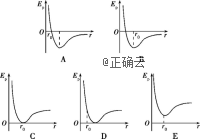 Eₚ Eₚ
O r₀ r O r₀ r
A
@正确云
Eₚ Eₚ Eₚ
O r₀ r O r₀ r O r₀ r
C D E